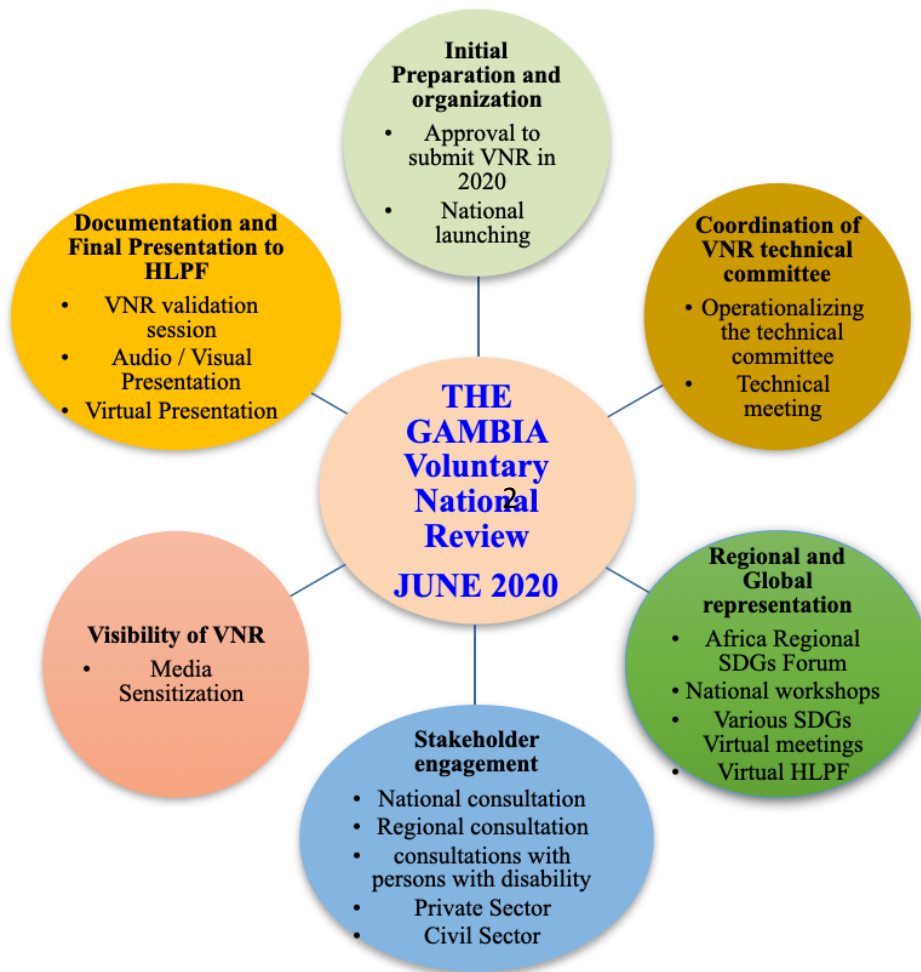 Initial
Preparation and
organization
• Approval to
submit VNR in
2020
• National
launching
Coordination of
VNR technical
committee
• Operationalizing
the technical
committee
• Technical
meeting
Regional and
Global
representation
• Africa Regional
SDGs Forum
• National workshops
• Various SDGs
Virtual meetings
• Virtual HLPF
Stakeholder
engagement
• National consultation
• Regional consultation
• consultations with
persons with disability
• Private Sector
• Civil Sector
Visibility of VNR
• Media
Sensitization
Documentation and
Final Presentation to
HLPF
• VNR validation
session
• Audio / Visual
Presentation
• Virtual Presentation
THE
GAMBIA
Voluntary
National
2
Review
JUNE 2020